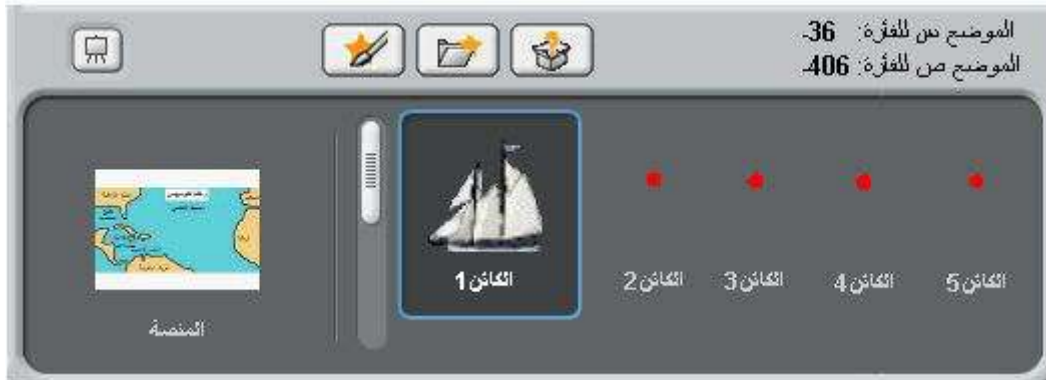 الموضع س للفأرة: 36-
الموضع ص للفأرة: 406-
الكائن 1
الكائن 2
الكائن 3
الكائن 4
الكائن 5
المنصة